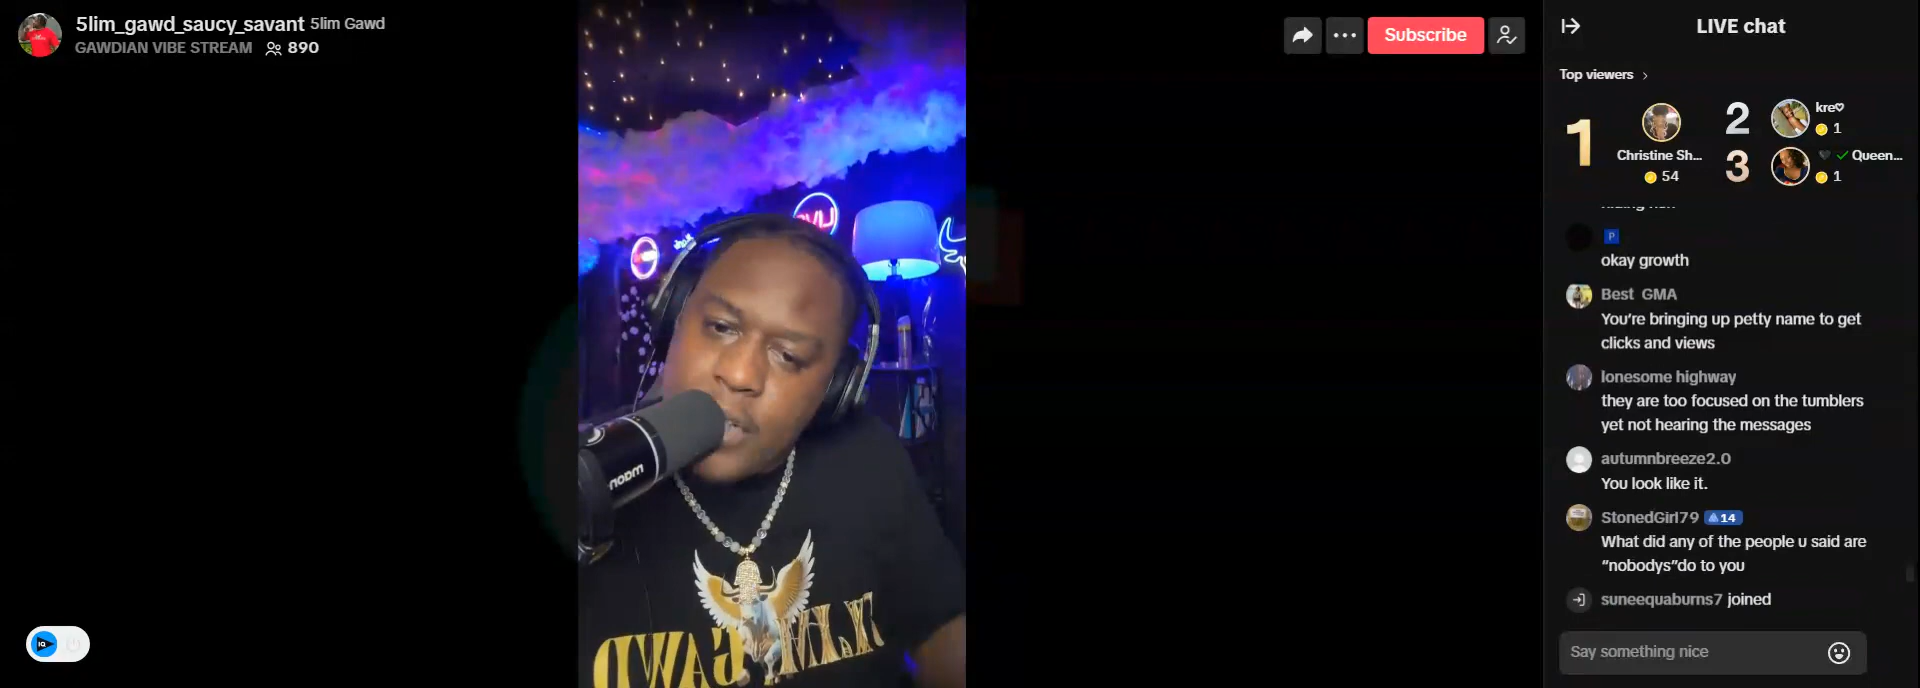 5lim_gawd_saucy_savant 5lim Gawd
GAWDIAN VIBE STREAM 890
Subscribe
LIVE chat
Top viewers
1
Christine Sh...
54
2
kre♡
1
3
🖤 ✓ Queen...
1
P
okay growth
Best GMA
You're bringing up petty name to get
clicks and views
lonesome highway
they are too focused on the tumblers
yet not hearing the messages
autumnbreeze2.0
You look like it.
StonedGirl79 14
What did any of the people u said are
"nobodys"do to you
suneequaburns7 joined
Say something nice
maono
5LIM GAWD